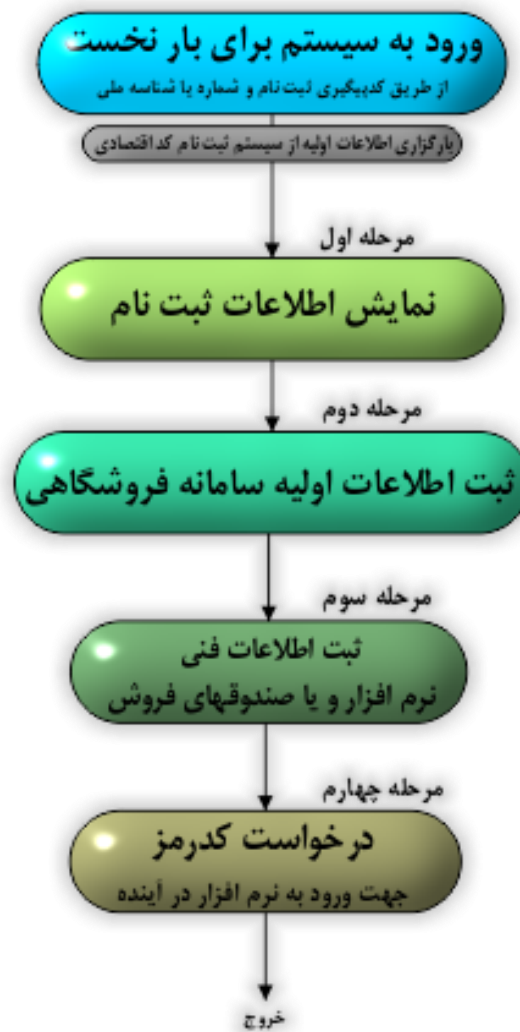 ورود به سیستم برای بار نخست
از طریق کدپیگیری ثبت نام و شماره یا شناسه ملی
بارگزاری اطلاعات اولیه از سیستم ثبت نام کد اقتصادی
مرحله اول
نمایش اطلاعات ثبت نام
مرحله دوم
ثبت اطلاعات اولیه سامانه فروشگاهی
مرحله سوم
ثبت اطلاعات فنی
نرم افزار و یا صندوقهای فروش
مرحله چهارم
درخواست کدرمز
جهت ورود به نرم افزار در آینده
خروج